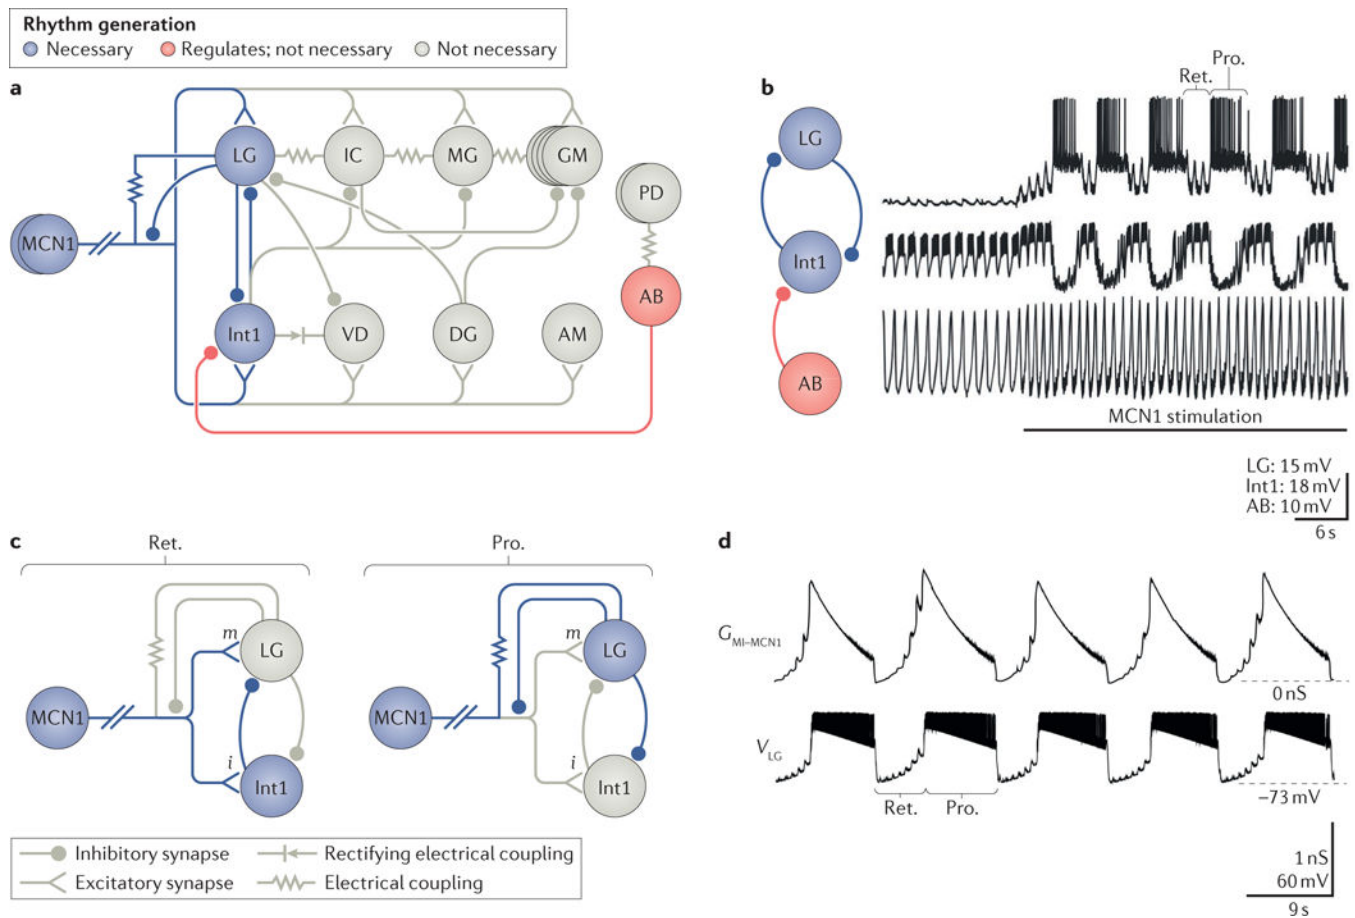 Rhythm generation
Necessary
Regulates; not necessary
Not necessary
a
LG
IC
MG
GM
PD
MCN1
AB
Int1
VD
DG
AM
b
Ret.
Pro.
LG
Int1
AB
MCN1 stimulation
LG: 15 mV
Int1: 18 mV
AB: 10 mV
6 s
c
Ret.
Pro.
m
LG
MCN1
i
Int1
m
LG
MCN1
i
Int1
Inhibitory synapse
Rectifying electrical coupling
Excitatory synapse
Electrical coupling
d
GMI–MCN1
0 nS
VLG
–73 mV
Ret.
Pro.
1 nS
60 mV
9 s